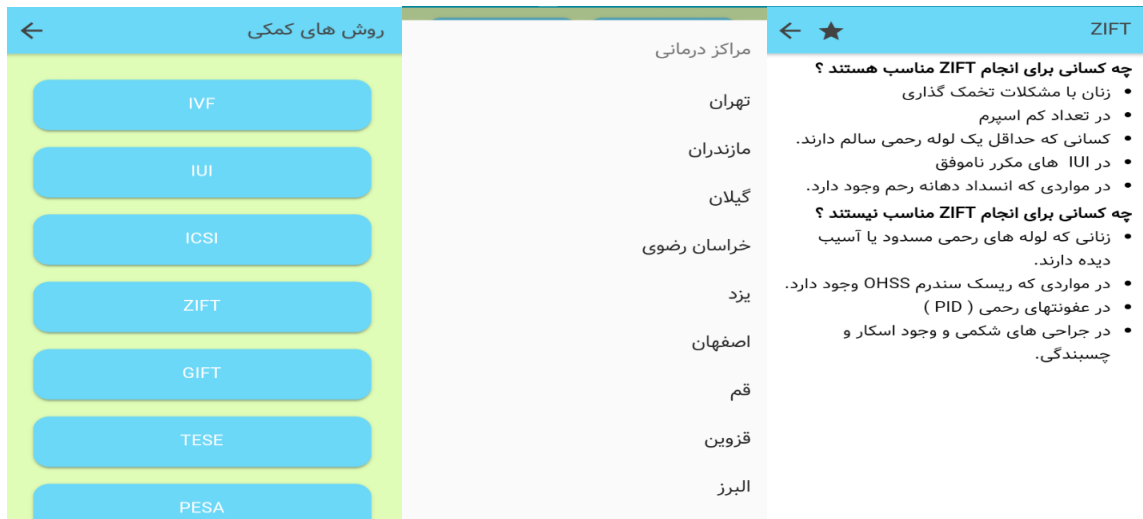 روش های کمکی
IVF
IUI
ICSI
ZIFT
GIFT
TESE
PESA
مراکز درمانی
تهران
مازندران
گیلان
خراسان رضوی
یزد
اصفهان
قم
قزوین
البرز
ZIFT
چه کسانی برای انجام ZIFT مناسب هستند ؟
• زنان با مشکلات تخمک گذاری
• در تعداد کم اسپرم
• کسانی که حداقل یک لوله رحمی سالم دارند.
• در IUI های مکرر ناموفق
• در مواردی که انسداد دهانه رحم وجود دارد.
چه کسانی برای انجام ZIFT مناسب نیستند ؟
• زنانی که لوله های رحمی مسدود یا آسیب
دیده دارند.
• در مواردی که ریسک سندرم OHSS وجود دارد.
• در عفونتهای رحمی ( PID )
• در جراحی های شکمی و وجود اسکار و
چسبندگی.